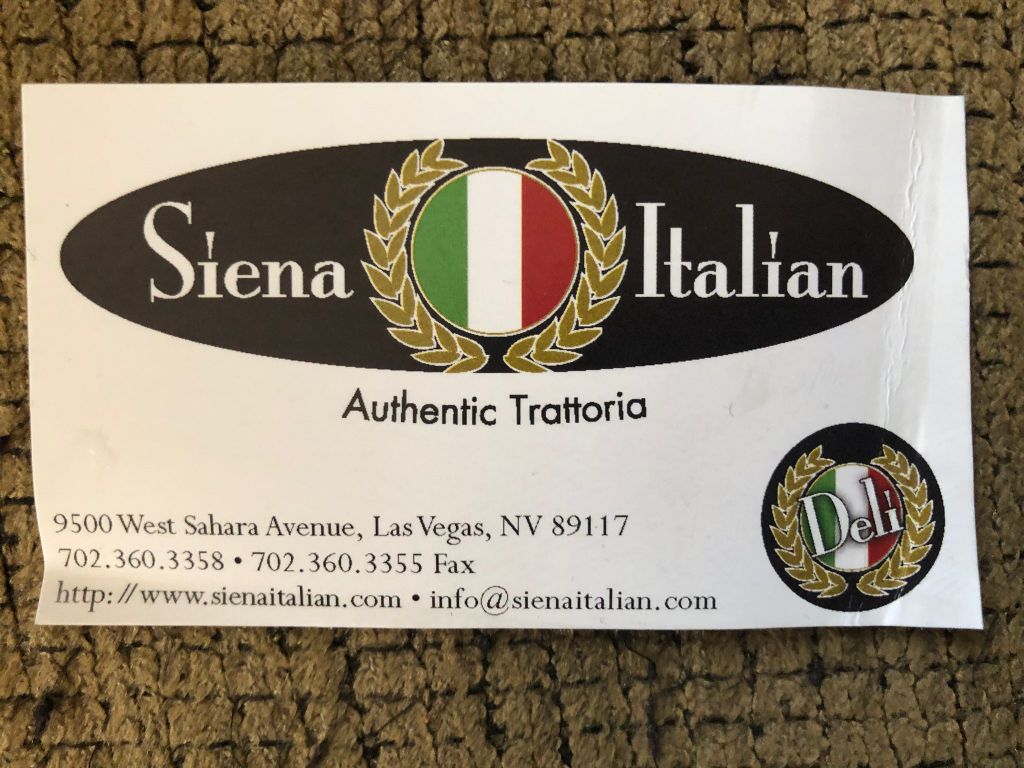 Siena Italian
Authentic Trattoria
Deli
9500 West Sahara Avenue, Las Vegas, NV 89117
702.360.3358 • 702.360.3355 Fax
http://www.sienaitalian.com • info@sienaitalian.com